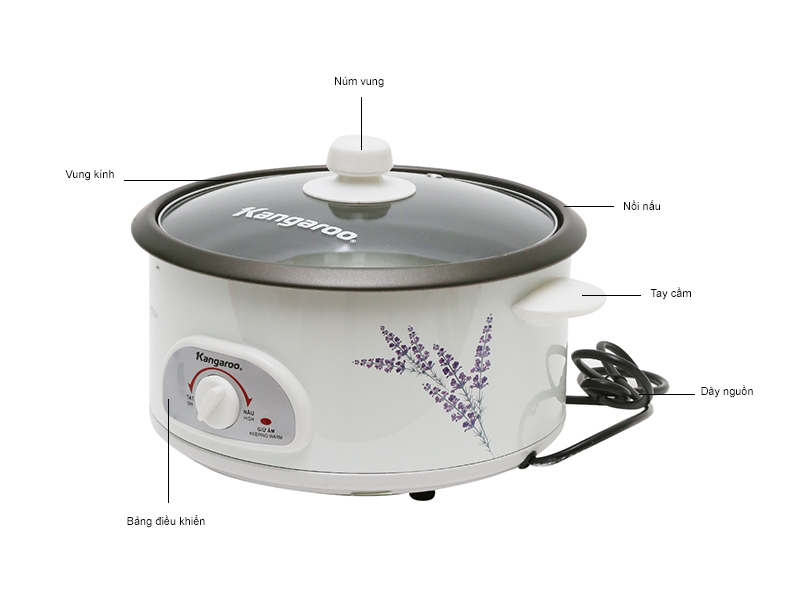 Núm vung
Vung kính
Nồi nấu
Kangaroo®
Tay cầm
Kangaroo®
TẮT
OFF
NẤU
HIGH
GIỮ ẤM
KEEPING WARM
Dây nguồn
Bảng điều khiển